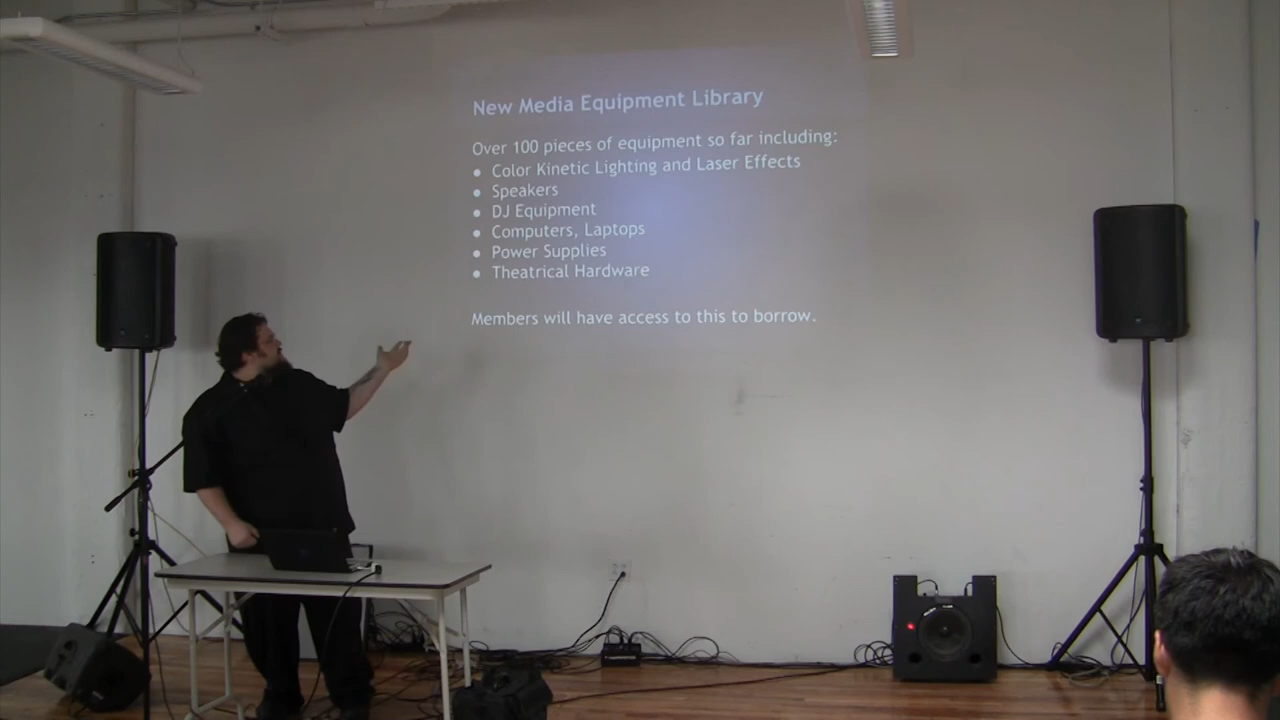 New Media Equipment Library
Over 100 pieces of equipment so far including:
● Color Kinetic Lighting and Laser Effects
● Speakers
● DJ Equipment
● Computers, Laptops
● Power Supplies
● Theatrical Hardware
Members will have access to this to borrow.